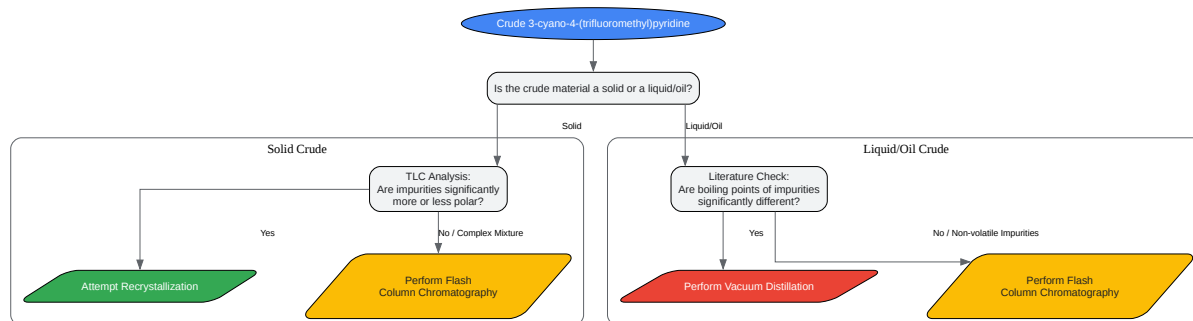 Crude 3-cyano-4-(trifluoromethyl)pyridine
Is the crude material a solid or a liquid/oil?
Solid
Liquid/Oil
Solid Crude
TLC Analysis:
Are impurities significantly
more or less polar?
Yes
No / Complex Mixture
Attempt Recrystallization
Perform Flash
Column Chromatography
Liquid/Oil Crude
Literature Check:
Are boiling points of impurities
significantly different?
Yes
No / Non-volatile Impurities
Perform Vacuum Distillation
Perform Flash
Column Chromatography